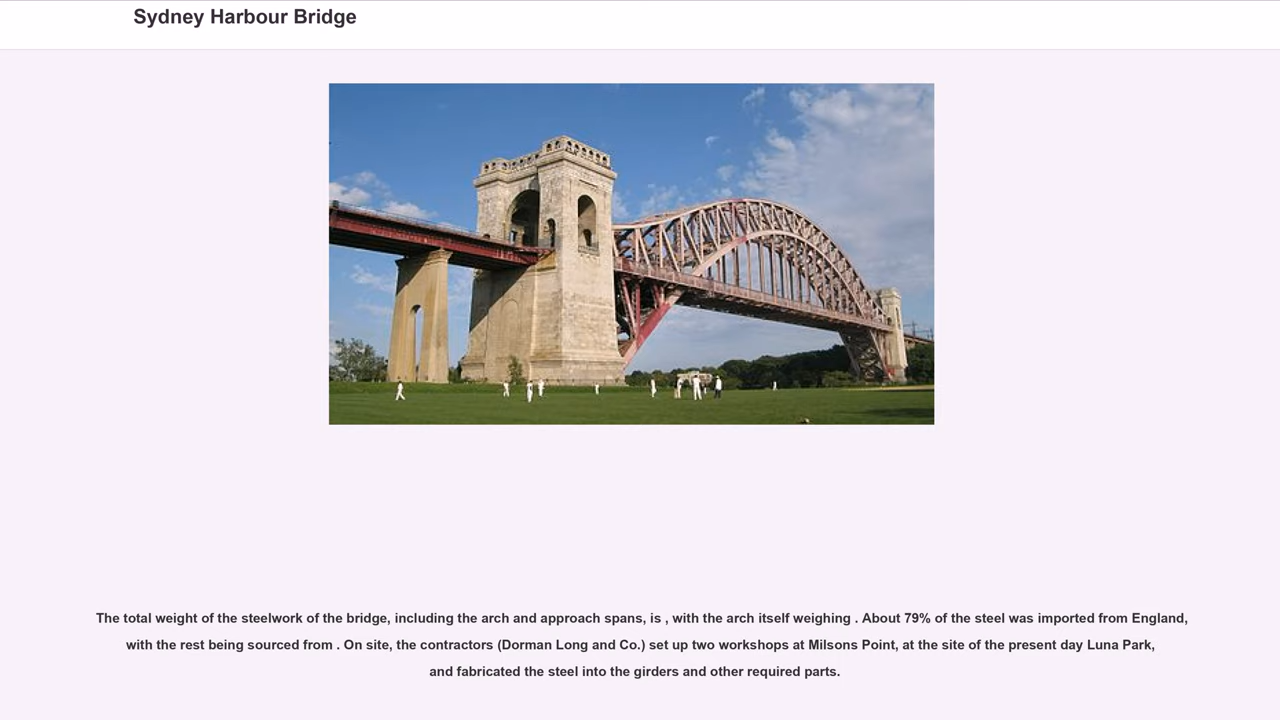 Sydney Harbour Bridge
The total weight of the steelwork of the bridge, including the arch and approach spans, is , with the arch itself weighing . About 79% of the steel was imported from England,
with the rest being sourced from . On site, the contractors (Dorman Long and Co.) set up two workshops at Milsons Point, at the site of the present day Luna Park,
and fabricated the steel into the girders and other required parts.